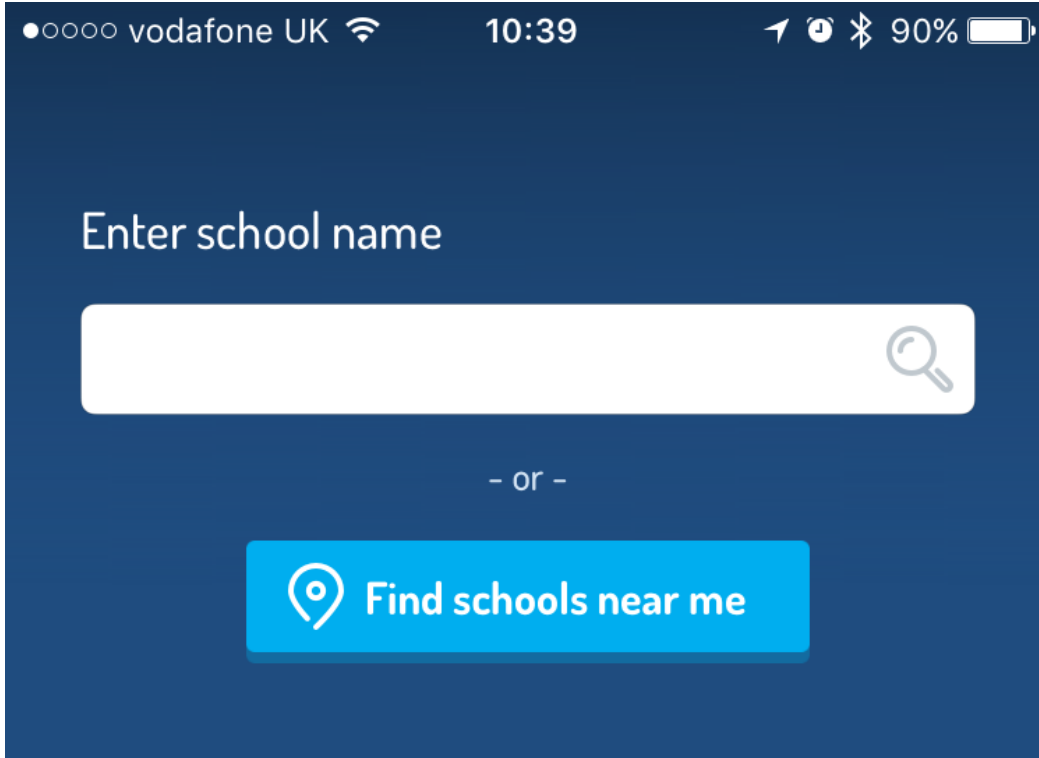 vodafone UK 10:39 90%
Enter school name
- or -
Find schools near me